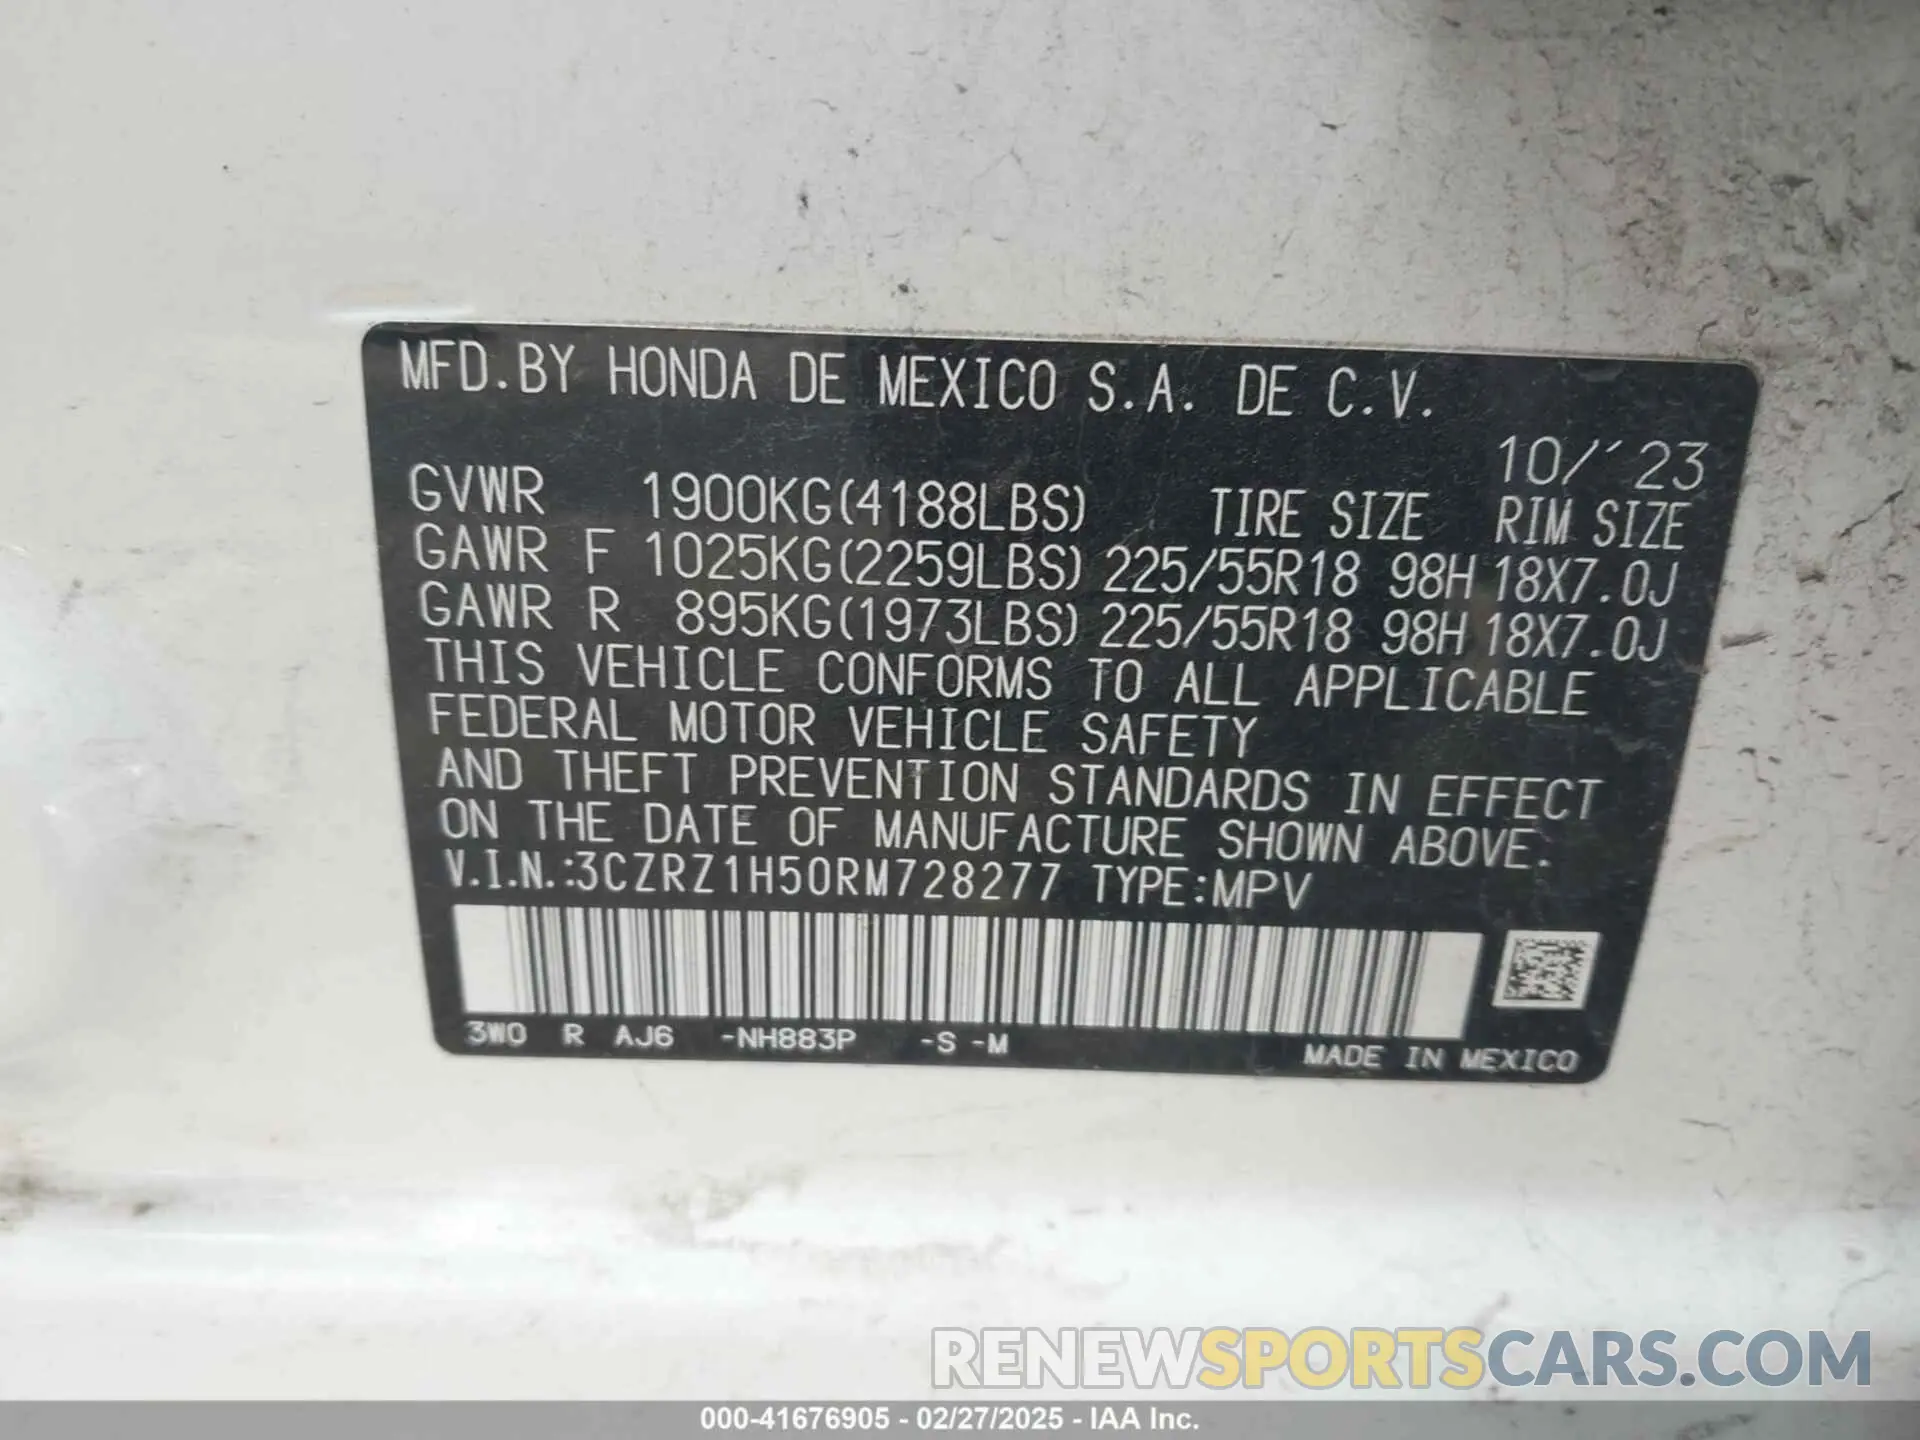 MFD.BY HONDA DE MEXICO S.A. DE C.V.
10/'23
GVWR 1900KG(4188LBS) TIRE SIZE RIM SIZE
GAWR F 1025KG(2259LBS) 225/55R18 98H 18X7.0J
GAWR R 895KG(1973LBS) 225/55R18 98H 18X7.0J
THIS VEHICLE CONFORMS TO ALL APPLICABLE
FEDERAL MOTOR VEHICLE SAFETY
AND THEFT PREVENTION STANDARDS IN EFFECT
ON THE DATE OF MANUFACTURE SHOWN ABOVE.
V.I.N.:3CZRZ1H50RM728277 TYPE:MPV
3W0 R AJ6 -NH883P -S -M MADE IN MEXICO
RENEWSPORTSCARS.COM
000-41676905 - 02/27/2025 - IAA Inc.